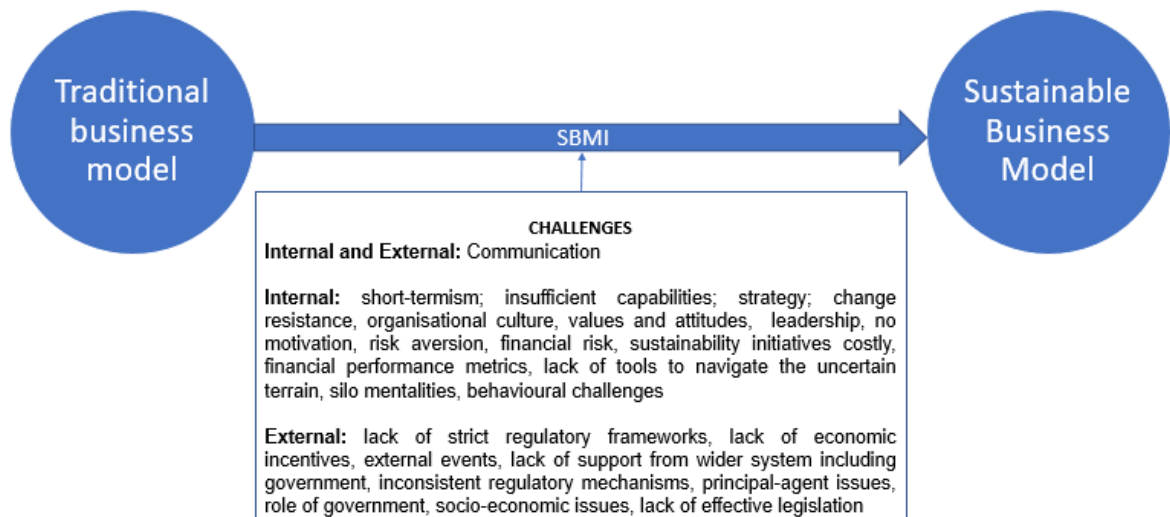 Traditional
business
model
SBMI
Sustainable
Business
Model
CHALLENGES
Internal and External: Communication
Internal: short-termism; insufficient capabilities; strategy; change
resistance, organisational culture, values and attitudes, leadership, no
motivation, risk aversion, financial risk, sustainability initiatives costly,
financial performance metrics, lack of tools to navigate the uncertain
terrain, silo mentalities, behavioural challenges
External: lack of strict regulatory frameworks, lack of economic
incentives, external events, lack of support from wider system including
government, inconsistent regulatory mechanisms, principal-agent issues,
role of government, socio-economic issues, lack of effective legislation